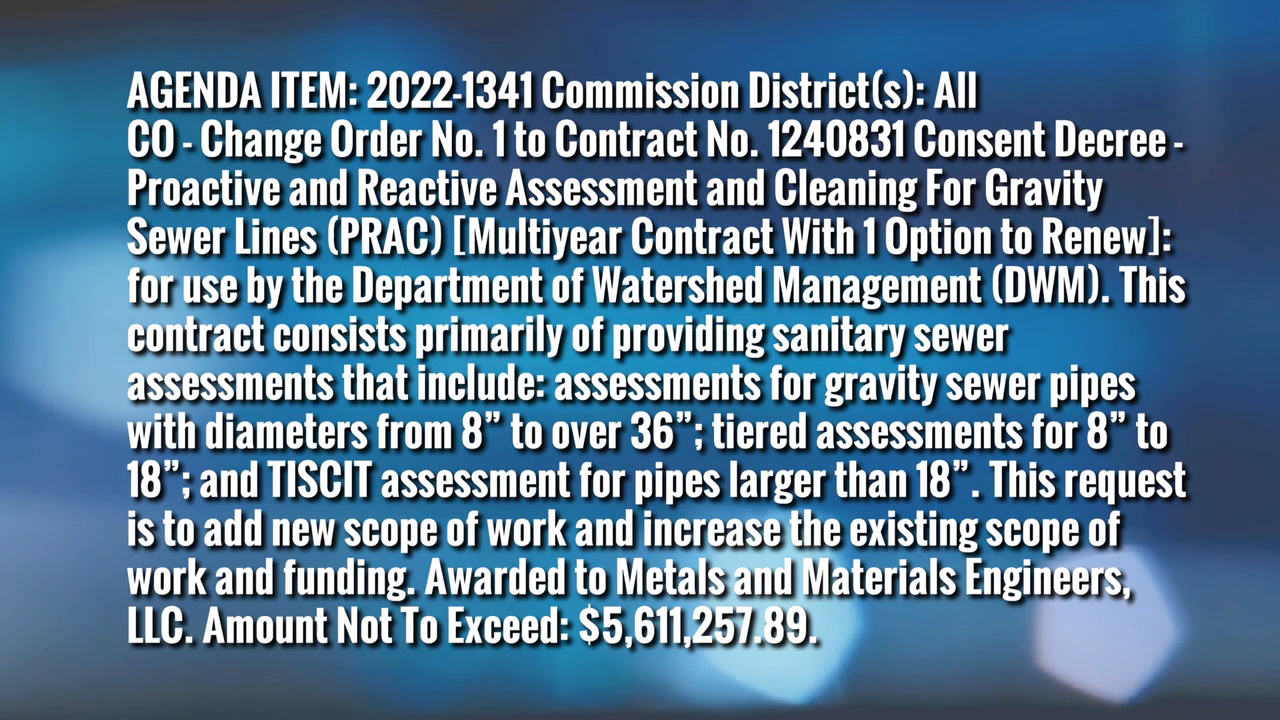 AGENDA ITEM: 2022-1341 Commission District(s): All
CO - Change Order No. 1 to Contract No. 1240831 Consent Decree -
Proactive and Reactive Assessment and Cleaning For Gravity
Sewer Lines (PRAC) [Multiyear Contract With 1 Option to Renew]:
for use by the Department of Watershed Management (DWM). This
contract consists primarily of providing sanitary sewer
assessments that include: assessments for gravity sewer pipes
with diameters from 8” to over 36”; tiered assessments for 8” to
18”; and TISCIT assessment for pipes larger than 18”. This request
is to add new scope of work and increase the existing scope of
work and funding. Awarded to Metals and Materials Engineers,
LLC. Amount Not To Exceed: $5,611,257.89.